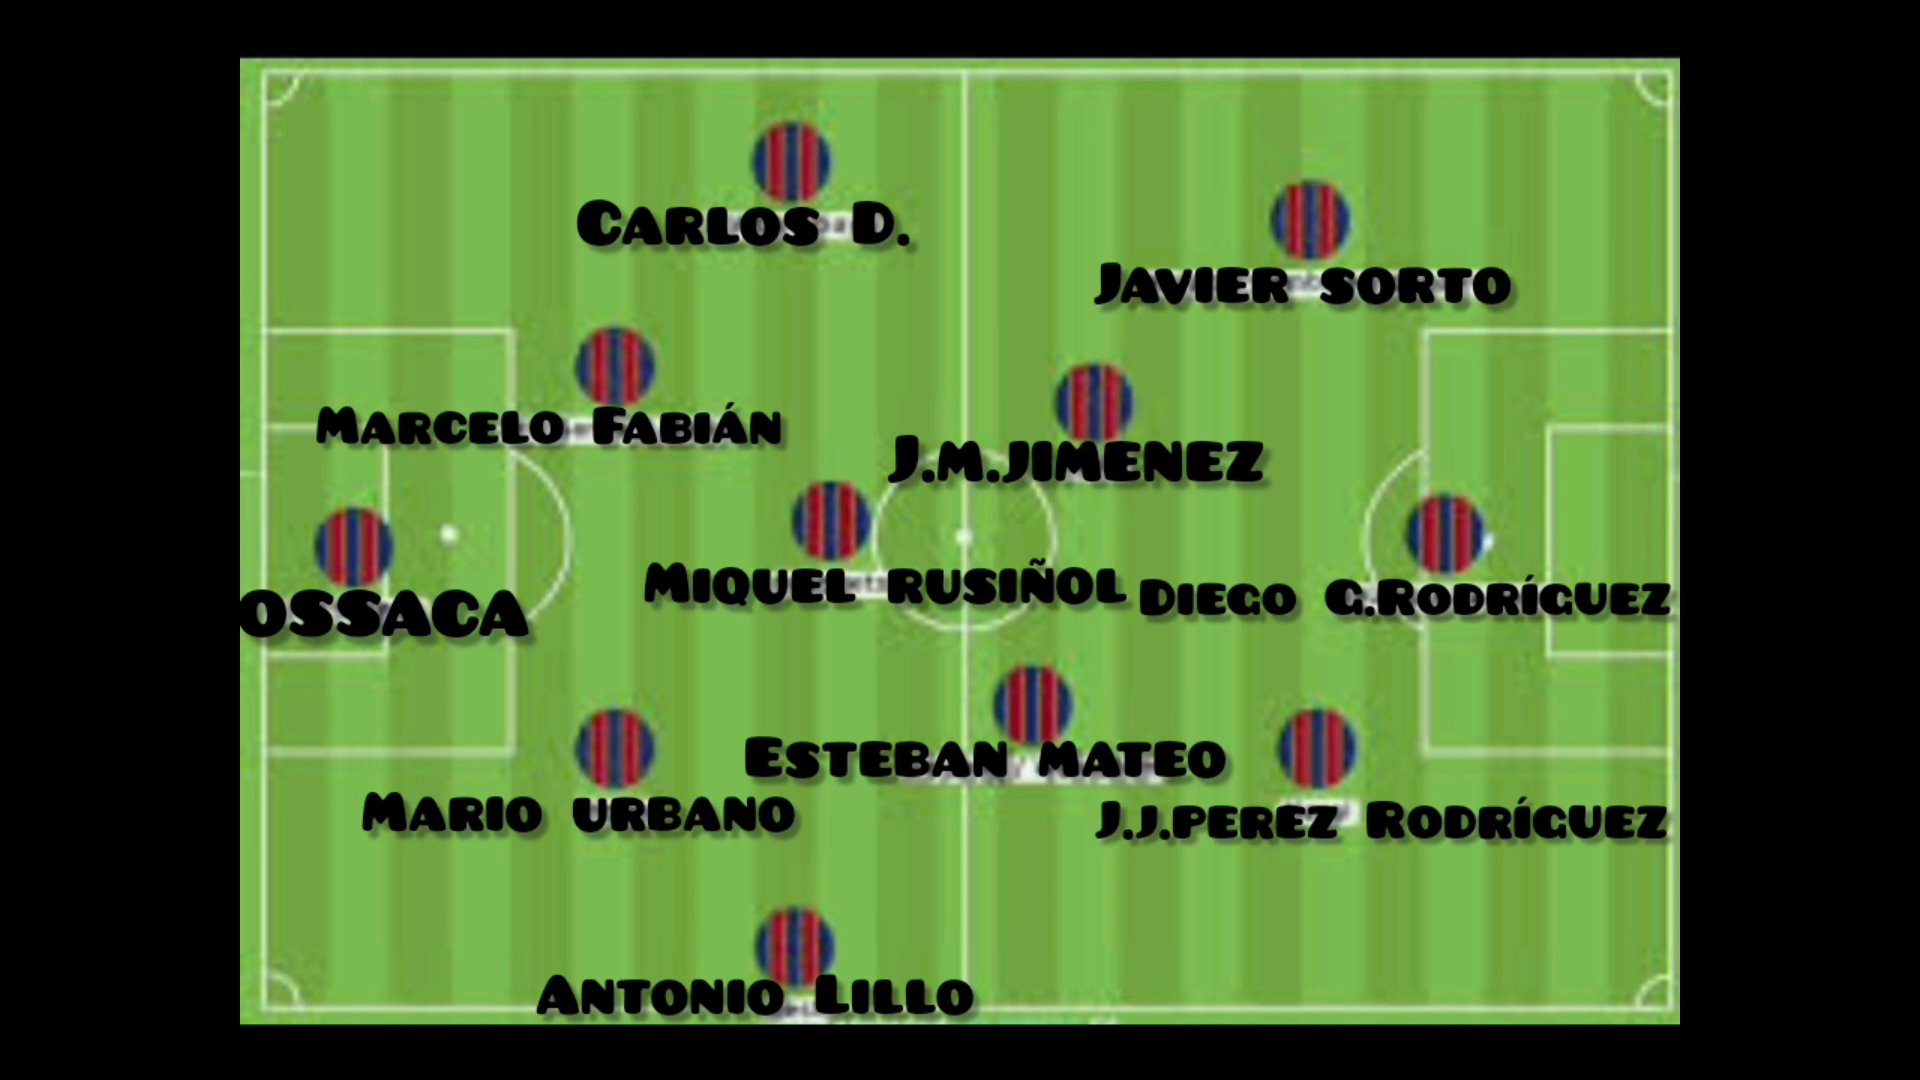 Carlos D.
Javier sorto
Marcelo Fabián
J.M.JIMENEZ
Miquel rusiñol
Diego G.Rodríguez
OSSACA
Esteban mateo
Mario urbano
J.J.perez Rodríguez
Antonio Lillo